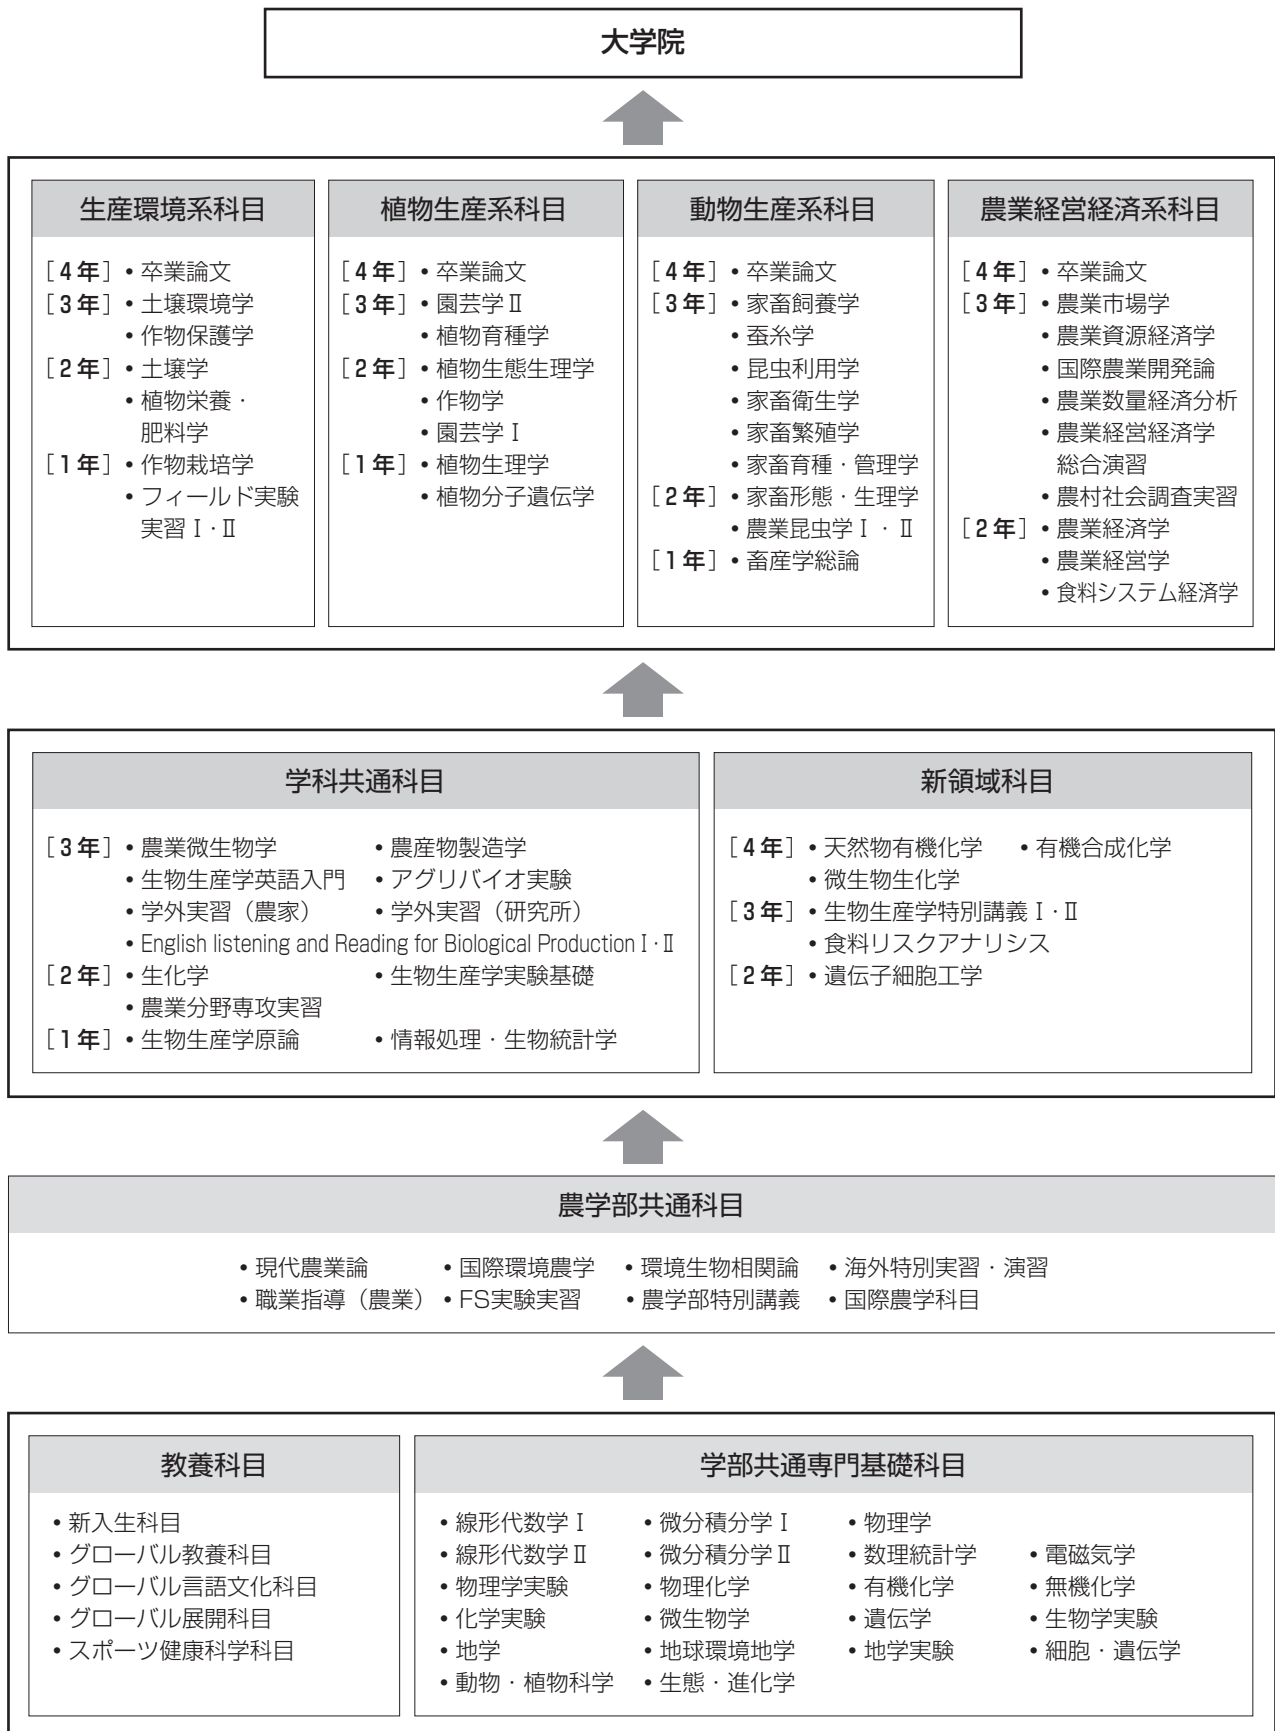 大学院
生産環境系科目
［4年］• 卒業論文
［3年］• 土壌環境学
• 作物保護学
［2年］• 土壌学
• 植物栄養・
肥料学
［1年］• 作物栽培学
• フィールド実験
実習Ⅰ・Ⅱ
植物生産系科目
［4年］• 卒業論文
［3年］• 園芸学Ⅱ
• 植物育種学
［2年］• 植物生態生理学
• 作物学
• 園芸学Ⅰ
［1年］• 植物生理学
• 植物分子遺伝学
動物生産系科目
［4年］• 卒業論文
［3年］• 家畜飼養学
• 蚕糸学
• 昆虫利用学
• 家畜衛生学
• 家畜繁殖学
• 家畜育種・管理学
［2年］• 家畜形態・生理学
• 農業昆虫学Ⅰ・Ⅱ
［1年］• 畜産学総論
農業経営経済系科目
［4年］• 卒業論文
［3年］• 農業市場学
• 農業資源経済学
• 国際農業開発論
• 農業数量経済分析
• 農業経営経済学
総合演習
• 農村社会調査実習
［2年］• 農業経済学
• 農業経営学
• 食料システム経済学
学科共通科目
［3年］• 農業微生物学 • 農産物製造学
• 生物生産学英語入門 • アグリバイオ実験
• 学外実習（農家） • 学外実習（研究所）
• English listening and Reading for Biological Production Ⅰ・Ⅱ
［2年］• 生化学 • 生物生産学実験基礎
• 農業分野専攻実習
［1年］• 生物生産学原論 • 情報処理・生物統計学
新領域科目
［4年］• 天然物有機化学 • 有機合成化学
• 微生物生化学
［3年］• 生物生産学特別講義Ⅰ・Ⅱ
• 食料リスクアナリシス
［2年］• 遺伝子細胞工学
農学部共通科目
• 現代農業論 • 国際環境農学 • 環境生物相関論 • 海外特別実習・演習
• 職業指導（農業） • FS実験実習 • 農学部特別講義 • 国際農学科目
教養科目
• 新入生科目
• グローバル教養科目
• グローバル言語文化科目
• グローバル展開科目
• スポーツ健康科学科目
学部共通専門基礎科目
• 線形代数学Ⅰ • 微分積分学Ⅰ • 物理学
• 線形代数学Ⅱ • 微分積分学Ⅱ • 数理統計学 • 電磁気学
• 物理学実験 • 物理化学 • 有機化学 • 無機化学
• 化学実験 • 微生物学 • 遺伝学 • 生物学実験
• 地学 • 地球環境地学 • 地学実験 • 細胞・遺伝学
• 動物・植物科学 • 生態・進化学